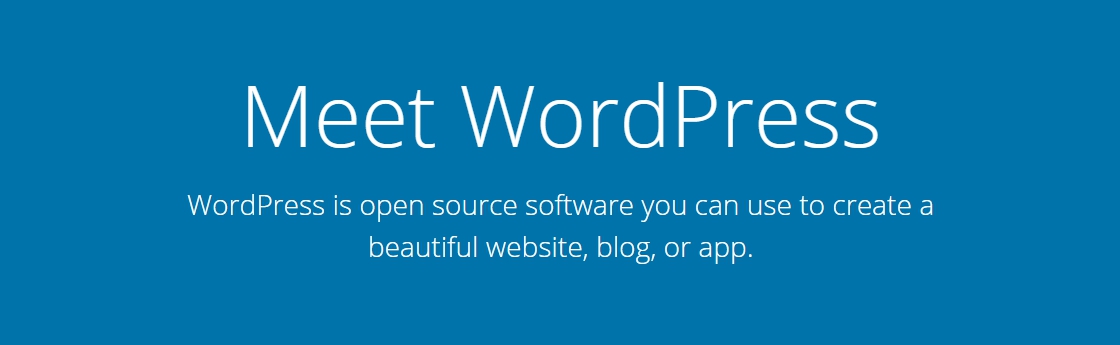 Meet WordPress
WordPress is open source software you can use to create a
beautiful website, blog, or app.